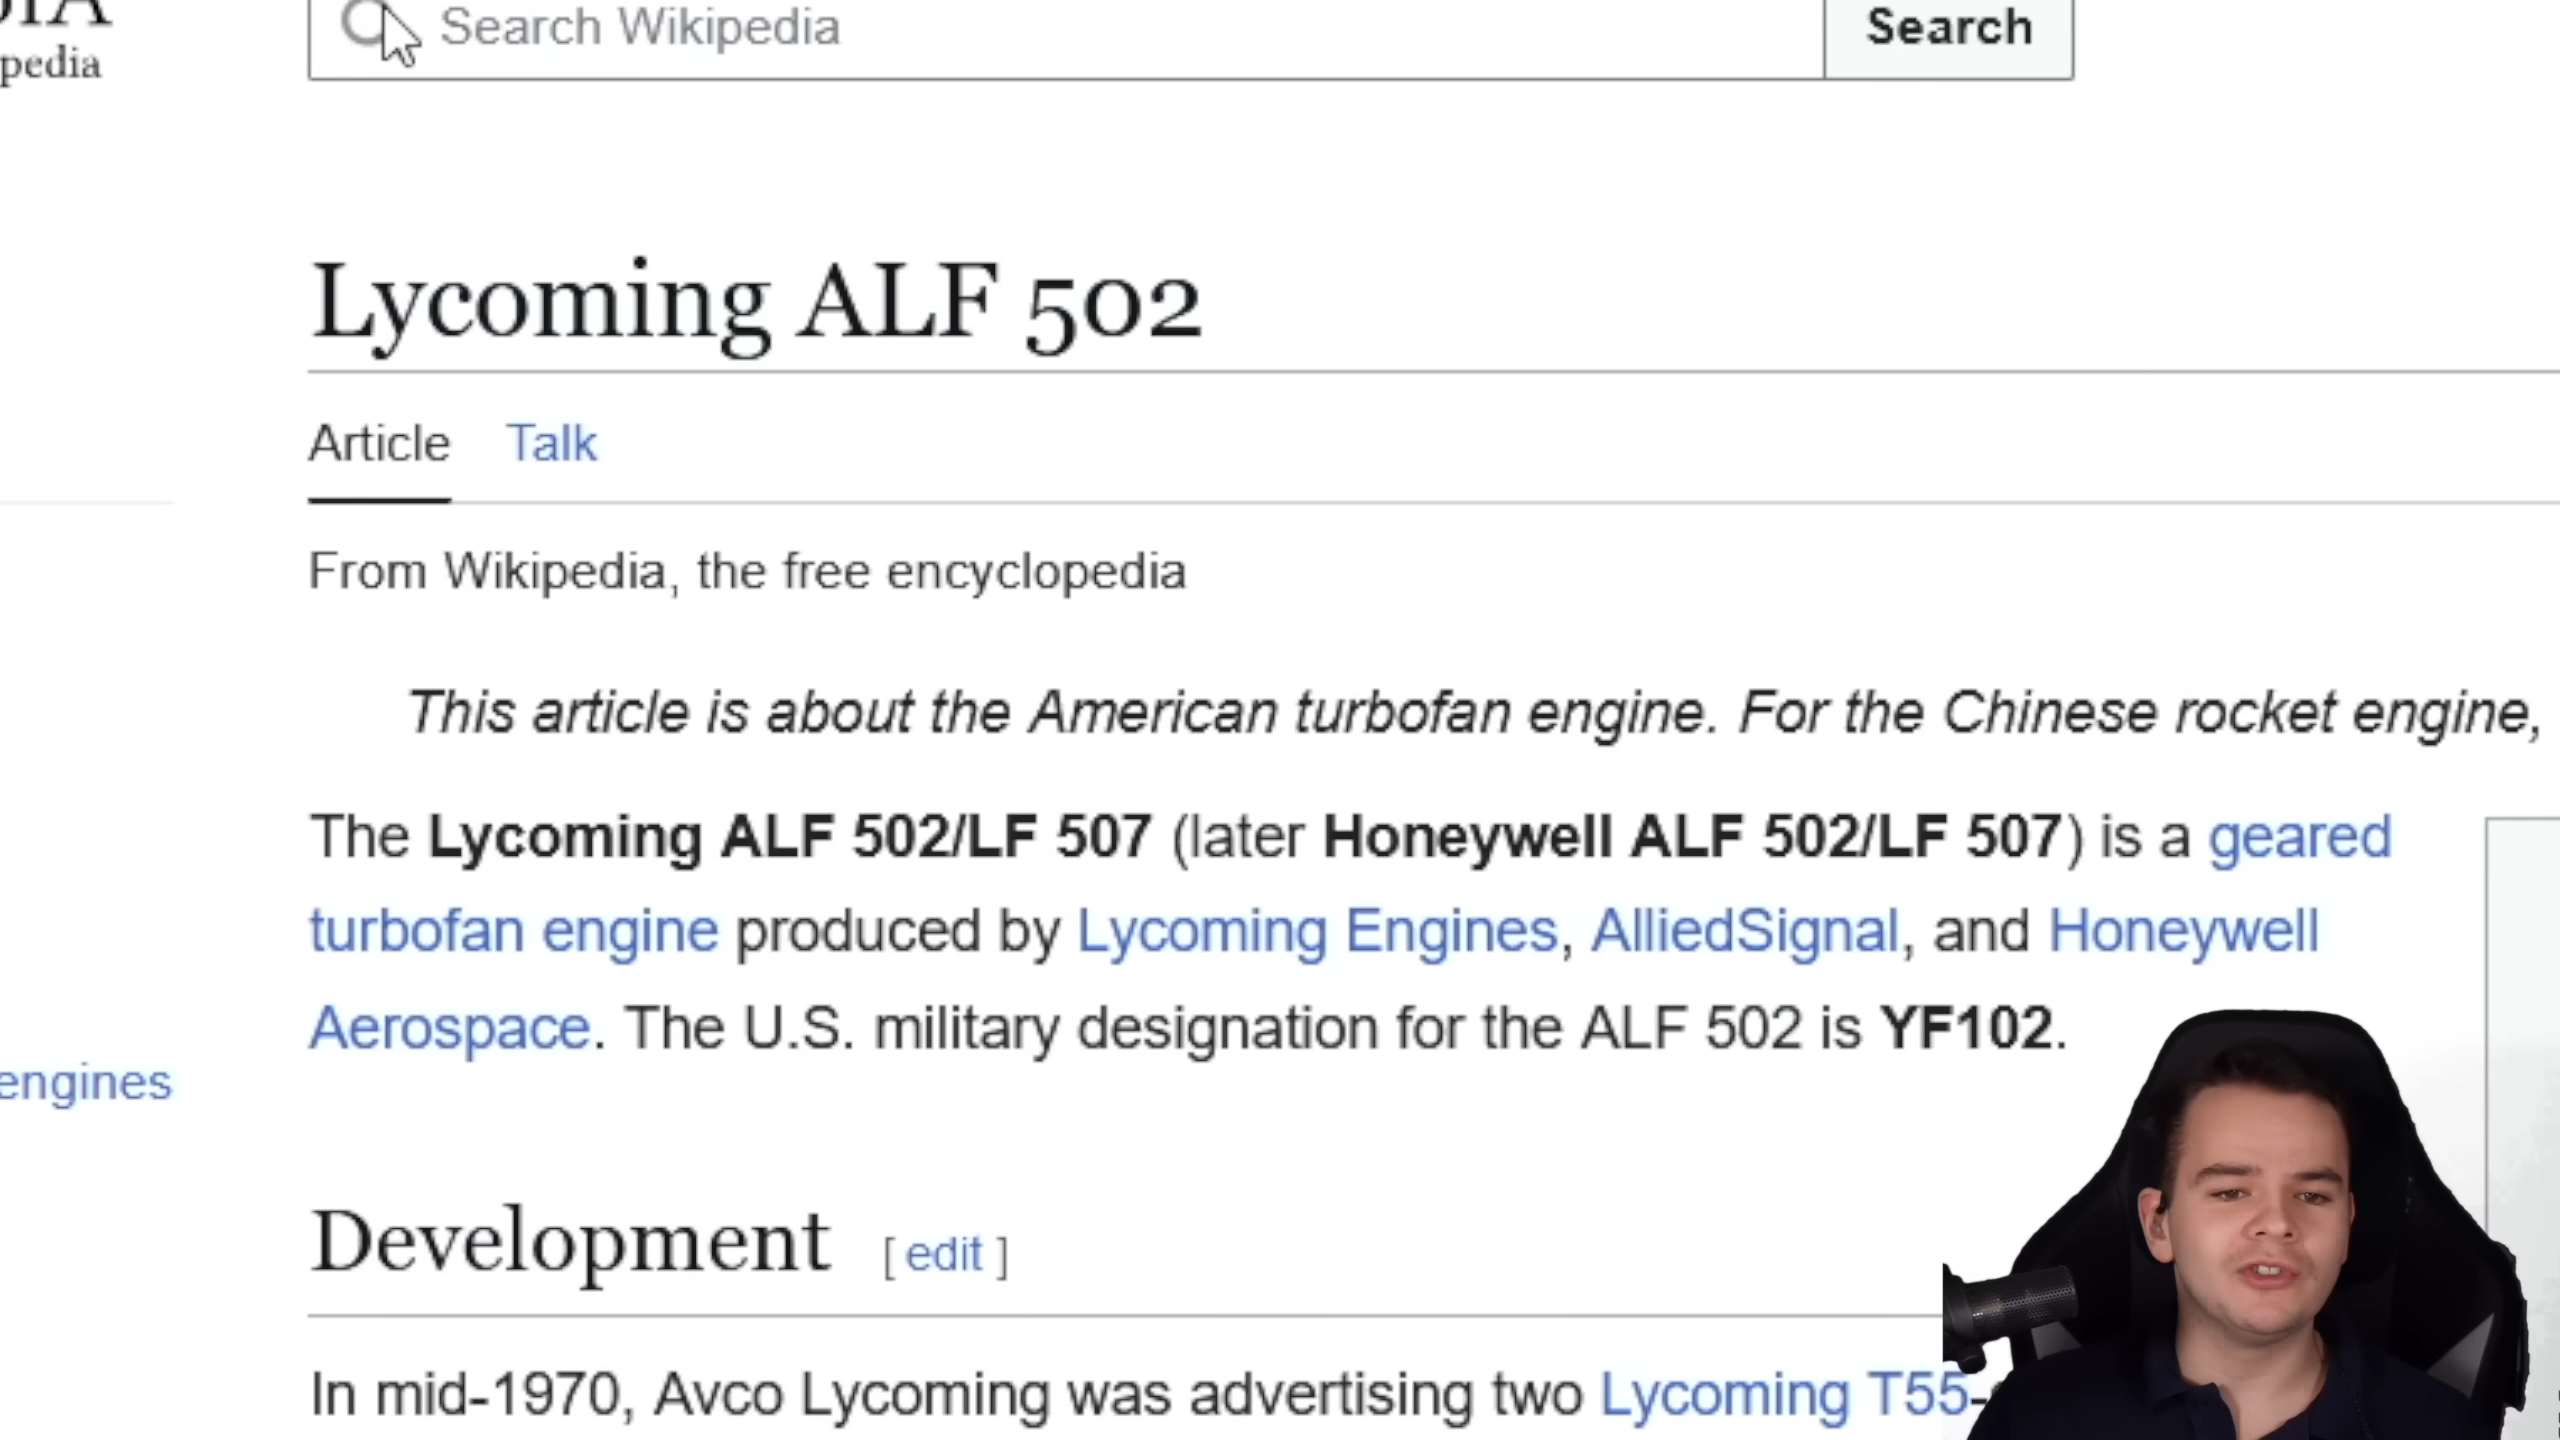 pedia
Search Wikipedia
Search
Lycoming ALF 502
Article Talk
From Wikipedia, the free encyclopedia
This article is about the American turbofan engine. For the Chinese rocket engine,
The Lycoming ALF 502/LF 507 (later Honeywell ALF 502/LF 507) is a geared
turbofan engine produced by Lycoming Engines, AlliedSignal, and Honeywell
Aerospace. The U.S. military designation for the ALF 502 is YF102.
engines
Development [ edit ]
In mid-1970, Avco Lycoming was advertising two Lycoming T55-